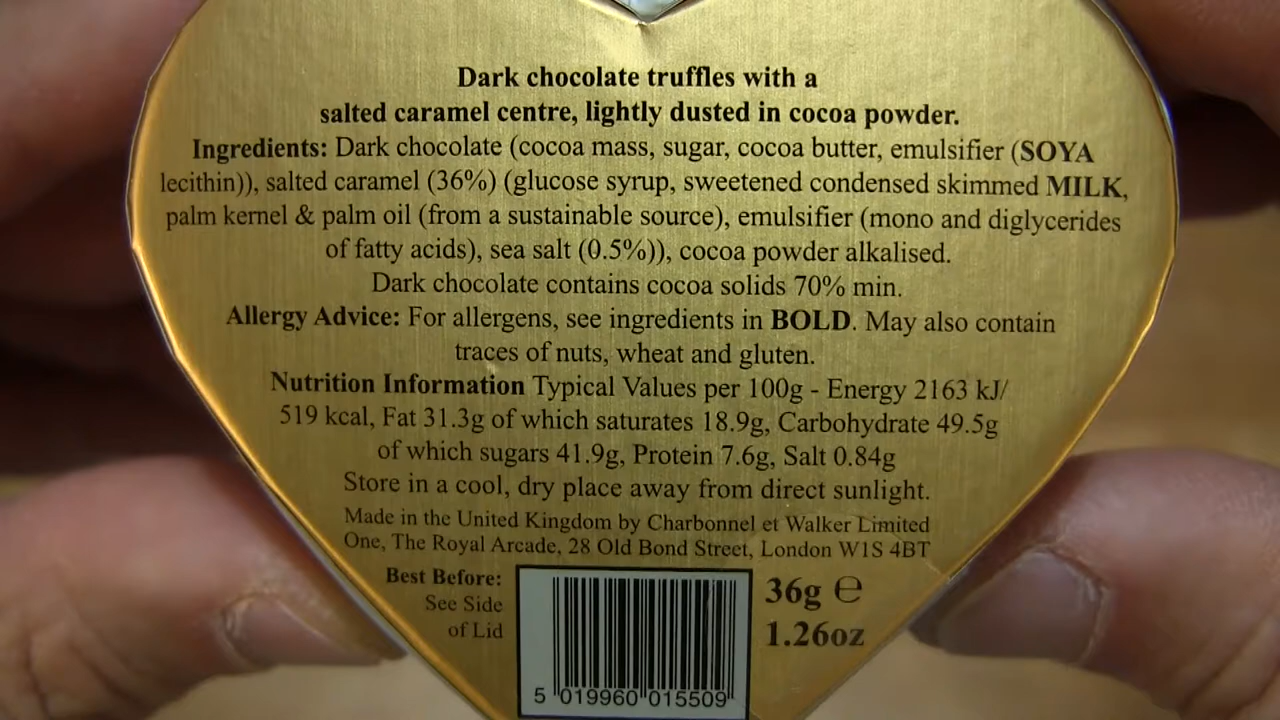 Dark chocolate truffles with a
salted caramel centre, lightly dusted in cocoa powder.
Ingredients: Dark chocolate (cocoa mass, sugar, cocoa butter, emulsifier (SOYA
lecithin)), salted caramel (36%) (glucose syrup, sweetened condensed skimmed MILK,
palm kernel & palm oil (from a sustainable source), emulsifier (mono and diglycerides
of fatty acids), sea salt (0.5%)), cocoa powder alkalised.
Dark chocolate contains cocoa solids 70% min.
Allergy Advice: For allergens, see ingredients in BOLD. May also contain
traces of nuts, wheat and gluten.
Nutrition Information Typical Values per 100g - Energy 2163 kJ/
519 kcal, Fat 31.3g of which saturates 18.9g, Carbohydrate 49.5g
of which sugars 41.9g, Protein 7.6g, Salt 0.84g
Store in a cool, dry place away from direct sunlight.
Made in the United Kingdom by Charbonnel et Walker Limited
One, The Royal Arcade, 28 Old Bond Street, London W1S 4BT
Best Before:
See Side
of Lid
36g ℮
1.26oz
5 019960 015509